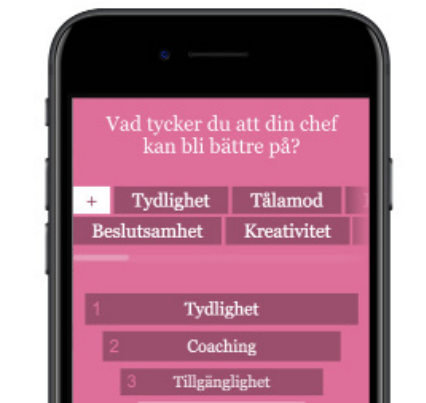 Vad tycker du att din chef
kan bli bättre på?
+ Tydlighet Tålamod
Beslutsamhet Kreativitet
1 Tydlighet
2 Coaching
3 Tillgänglighet